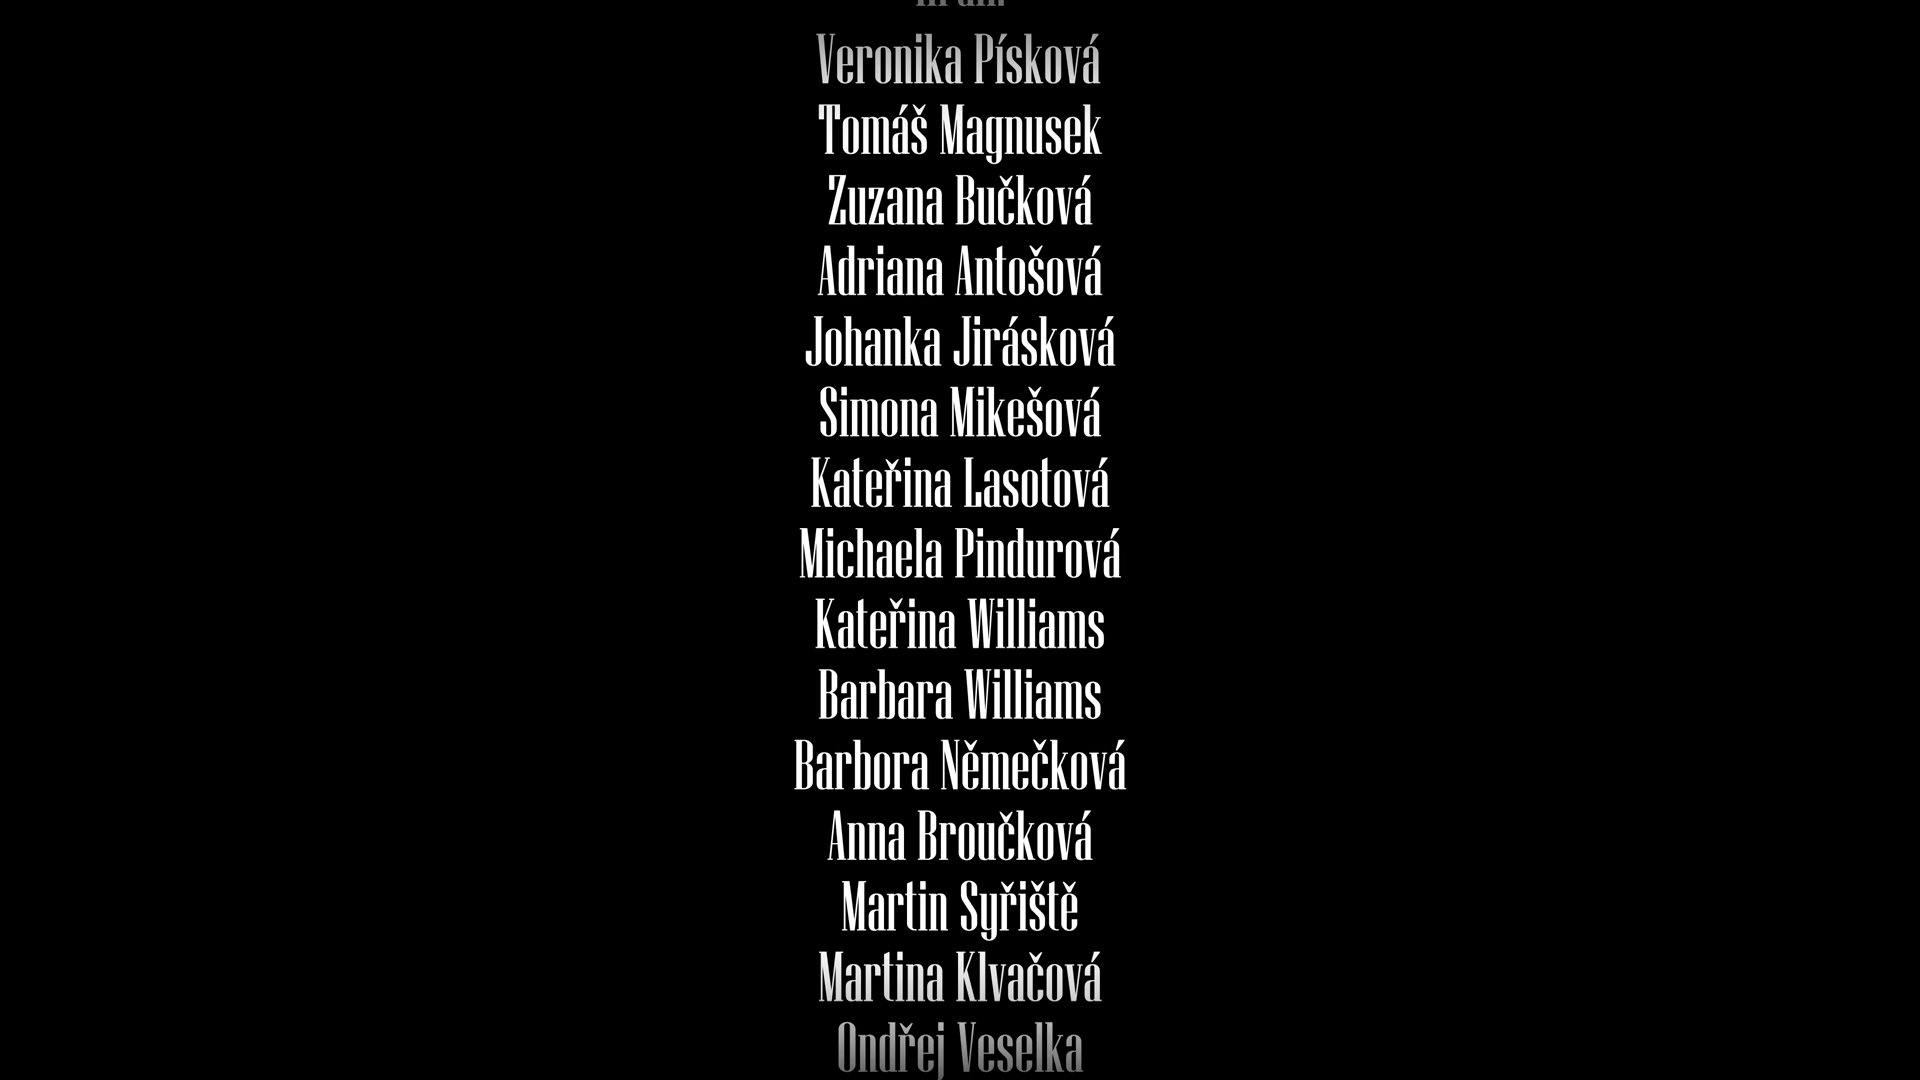 Veronika Písková
Tomáš Magnusek
Zuzana Bučková
Adriana Antošová
Johanka Jirásková
Simona Mikešová
Kateřina Lasotová
Michaela Pindurová
Kateřina Williams
Barbara Williams
Barbora Němečková
Anna Broučková
Martin Syřiště
Martina Klvačová
Ondřej Veselka